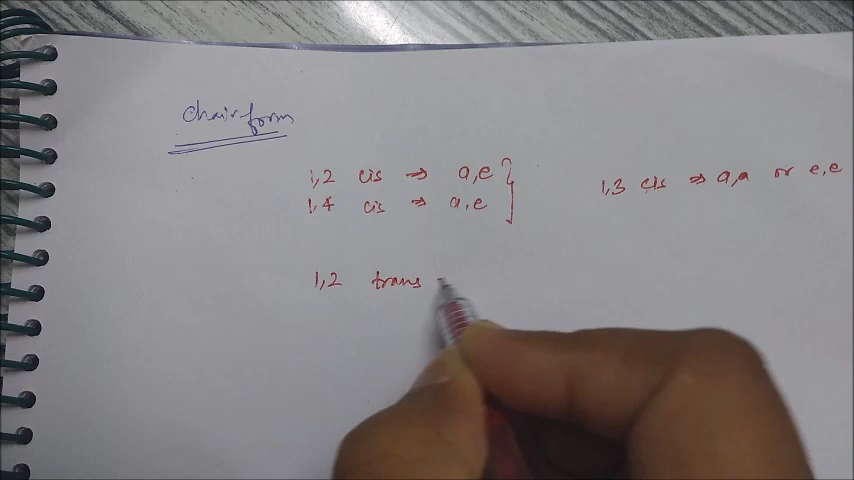 chair form
1,2 cis ⇒ a,e }
1,4 cis ⇒ a,e
1,3 cis ⇒ a,a or e,e
1,2 trans